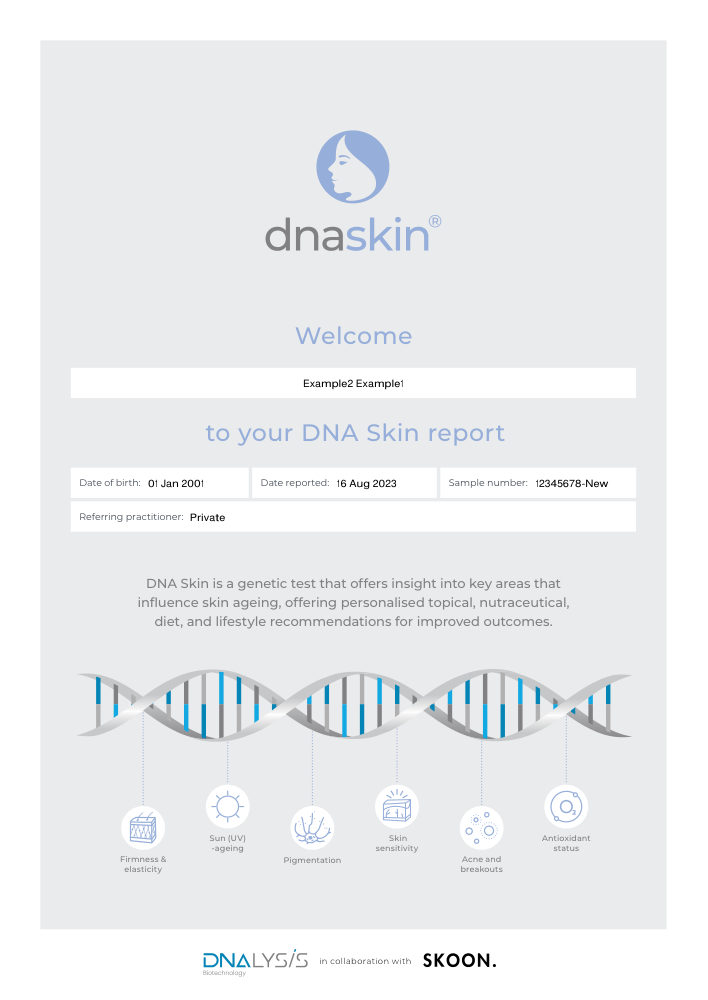 dnaskin®
Welcome
Example2 Example1
to your DNA Skin report
Date of birth: 01 Jan 2001
Date reported: 16 Aug 2023
Sample number: 12345678-New
Referring practitioner: Private
DNA Skin is a genetic test that offers insight into key areas that
influence skin ageing, offering personalised topical, nutraceutical,
diet, and lifestyle recommendations for improved outcomes.
O₂
Firmness &
elasticity
Sun (UV)
-ageing
Pigmentation
Skin
sensitivity
Acne and
breakouts
Antioxidant
status
DNALYSIS
Biotechnology
in collaboration with
SKOON.